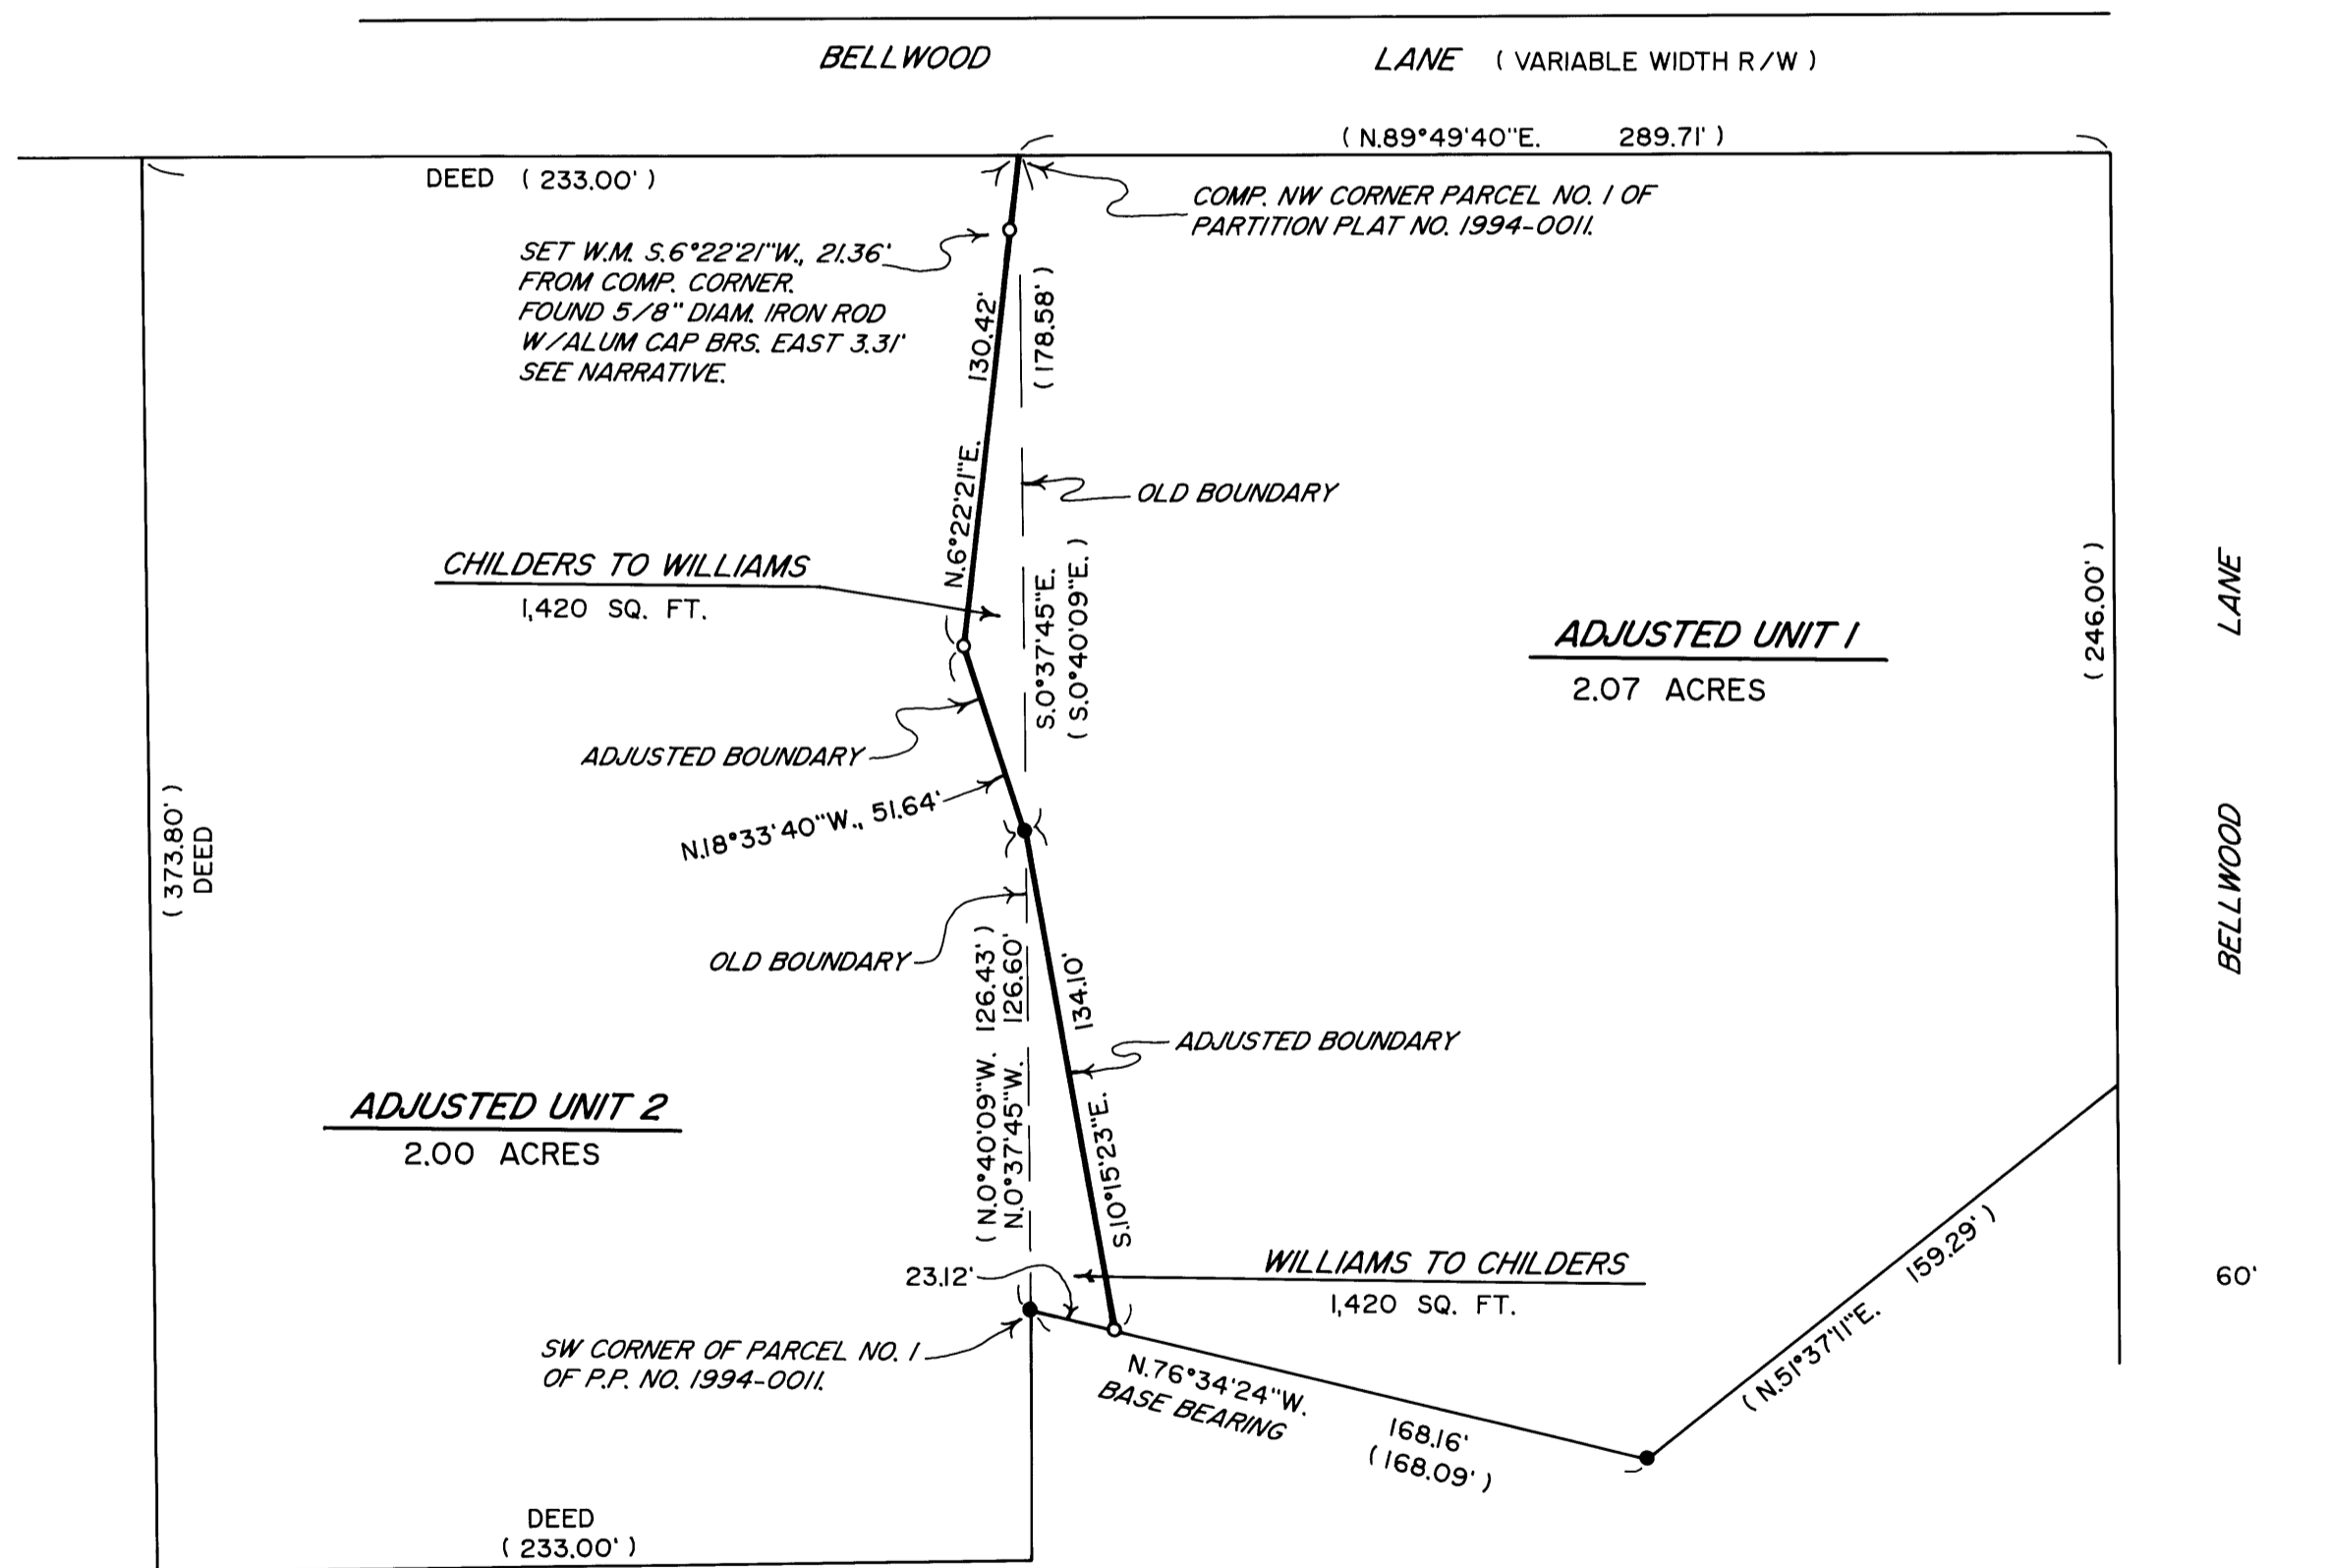 BELLWOOD LANE ( VARIABLE WIDTH R/W )
( N.89°49'40"E. 289.71' )
DEED ( 233.00' )
COMP. NW CORNER PARCEL NO. 1 OF
PARTITION PLAT NO. 1994-0011.
SET W.M. S.6°22'21"W., 21.36'
FROM COMP. CORNER.
FOUND 5/8" DIAM. IRON ROD
W/ALUM CAP BRS. EAST 3.31'
SEE NARRATIVE.
N.6°22'21"E. 130.42'
( 178.58' )
OLD BOUNDARY
CHILDERS TO WILLIAMS
1,420 SQ. FT.
S.0°37'45"E.
( S.0°40'09"E. )
ADJUSTED UNIT 1
2.07 ACRES
( 246.00' )
BELLWOOD LANE
60'
ADJUSTED BOUNDARY
N.18°33'40"W., 51.64'
( 373.80' )
DEED
OLD BOUNDARY
( N.0°40'09"W. 126.43' )
N.0°37'45"W. 126.60'
S.10°15'23"E. 134.10'
ADJUSTED BOUNDARY
ADJUSTED UNIT 2
2.00 ACRES
23.12'
WILLIAMS TO CHILDERS
1,420 SQ. FT.
SW CORNER OF PARCEL NO. 1
OF P.P. NO. 1994-0011.
N.76°34'24"W.
BASE BEARING
168.16'
( 168.09' )
( N.51°37'11"E. 159.29' )
DEED
( 233.00' )